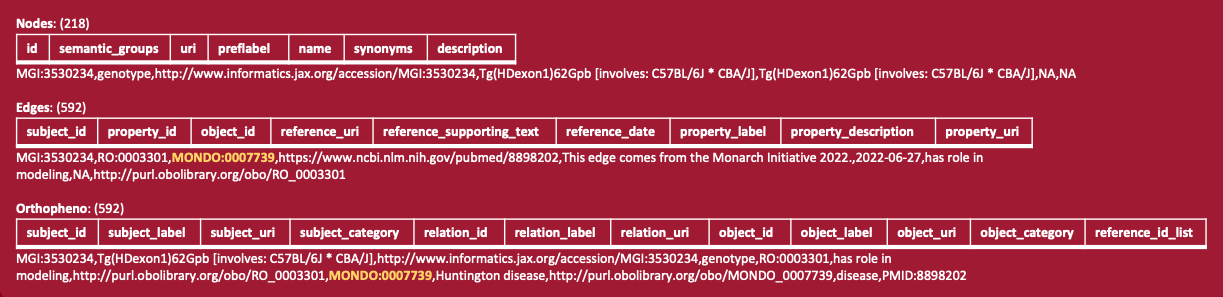 Nodes: (218)
id semantic_groups uri preflabel name synonyms description
MGI:3530234,genotype,http://www.informatics.jax.org/accession/MGI:3530234,Tg(HDexon1)62Gpb [involves: C57BL/6J * CBA/J],Tg(HDexon1)62Gpb [involves: C57BL/6J * CBA/J],NA,NA
Edges: (592)
subject_id property_id object_id reference_uri reference_supporting_text reference_date property_label property_description property_uri
MGI:3530234,RO:0003301,MONDO:0007739,https://www.ncbi.nlm.nih.gov/pubmed/8898202,This edge comes from the Monarch Initiative 2022.,2022-06-27,has role in
modeling,NA,http://purl.obolibrary.org/obo/RO_0003301
Orthopheno: (592)
subject_id subject_label subject_uri subject_category relation_id relation_label relation_uri object_id object_label object_uri object_category reference_id_list
MGI:3530234,Tg(HDexon1)62Gpb [involves: C57BL/6J * CBA/J],http://www.informatics.jax.org/accession/MGI:3530234,genotype,RO:0003301,has role in
modeling,http://purl.obolibrary.org/obo/RO_0003301,MONDO:0007739,Huntington disease,http://purl.obolibrary.org/obo/MONDO_0007739,disease,PMID:8898202